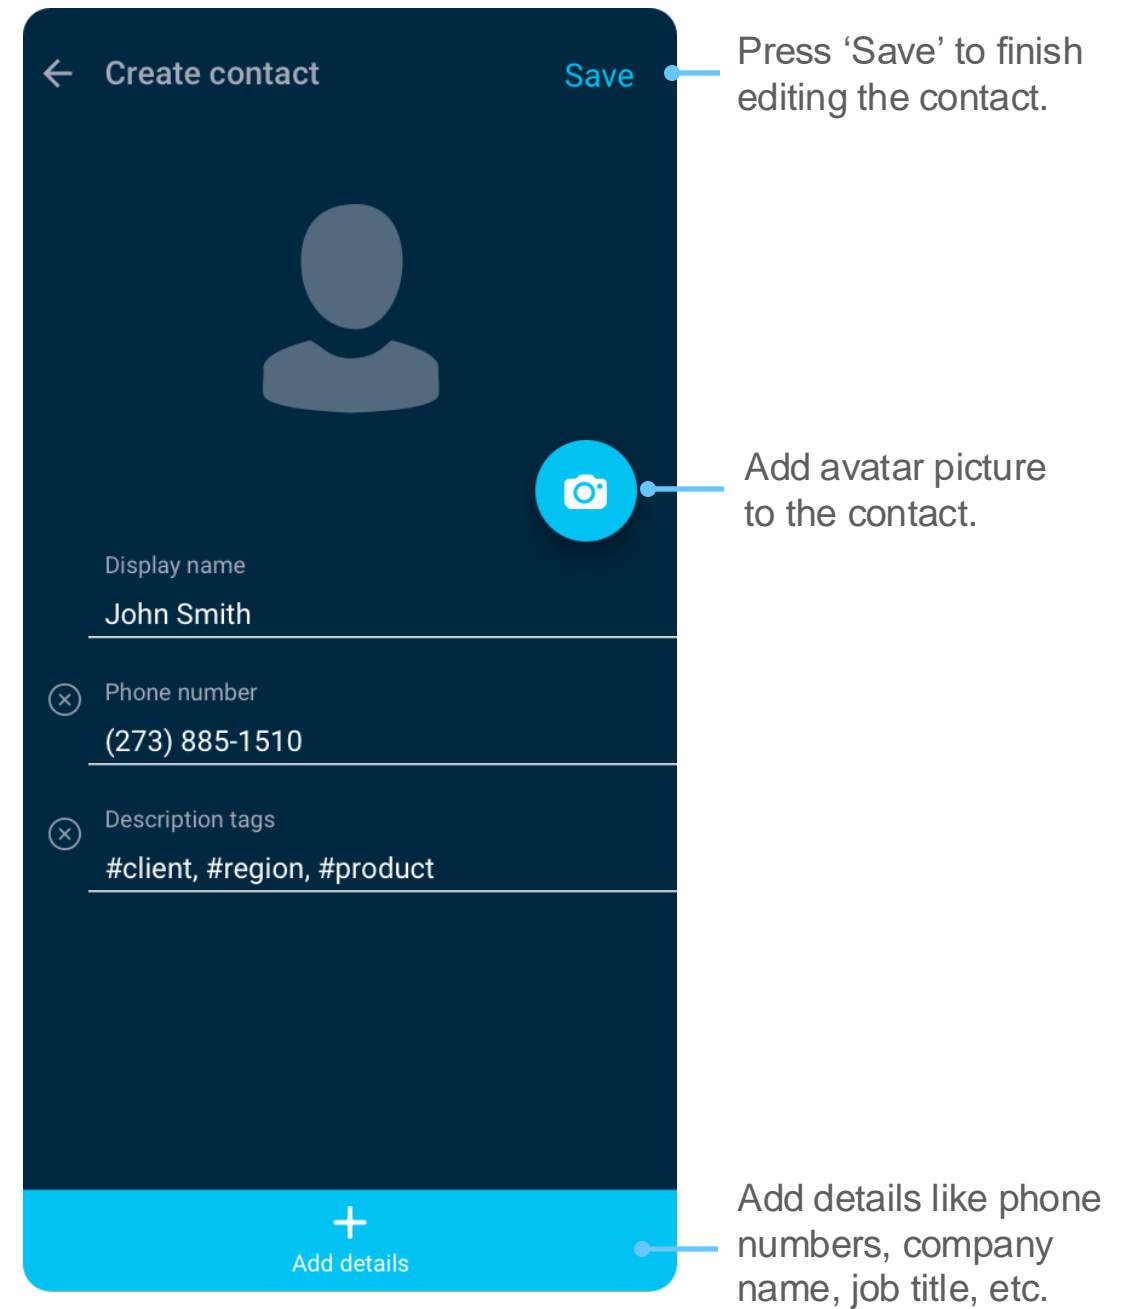 Create contact
Save
Press ‘Save’ to finish
editing the contact.
Add avatar picture
to the contact.
Display name
John Smith
Phone number
(273) 885-1510
Description tags
#client, #region, #product
Add details
Add details like phone
numbers, company
name, job title, etc.